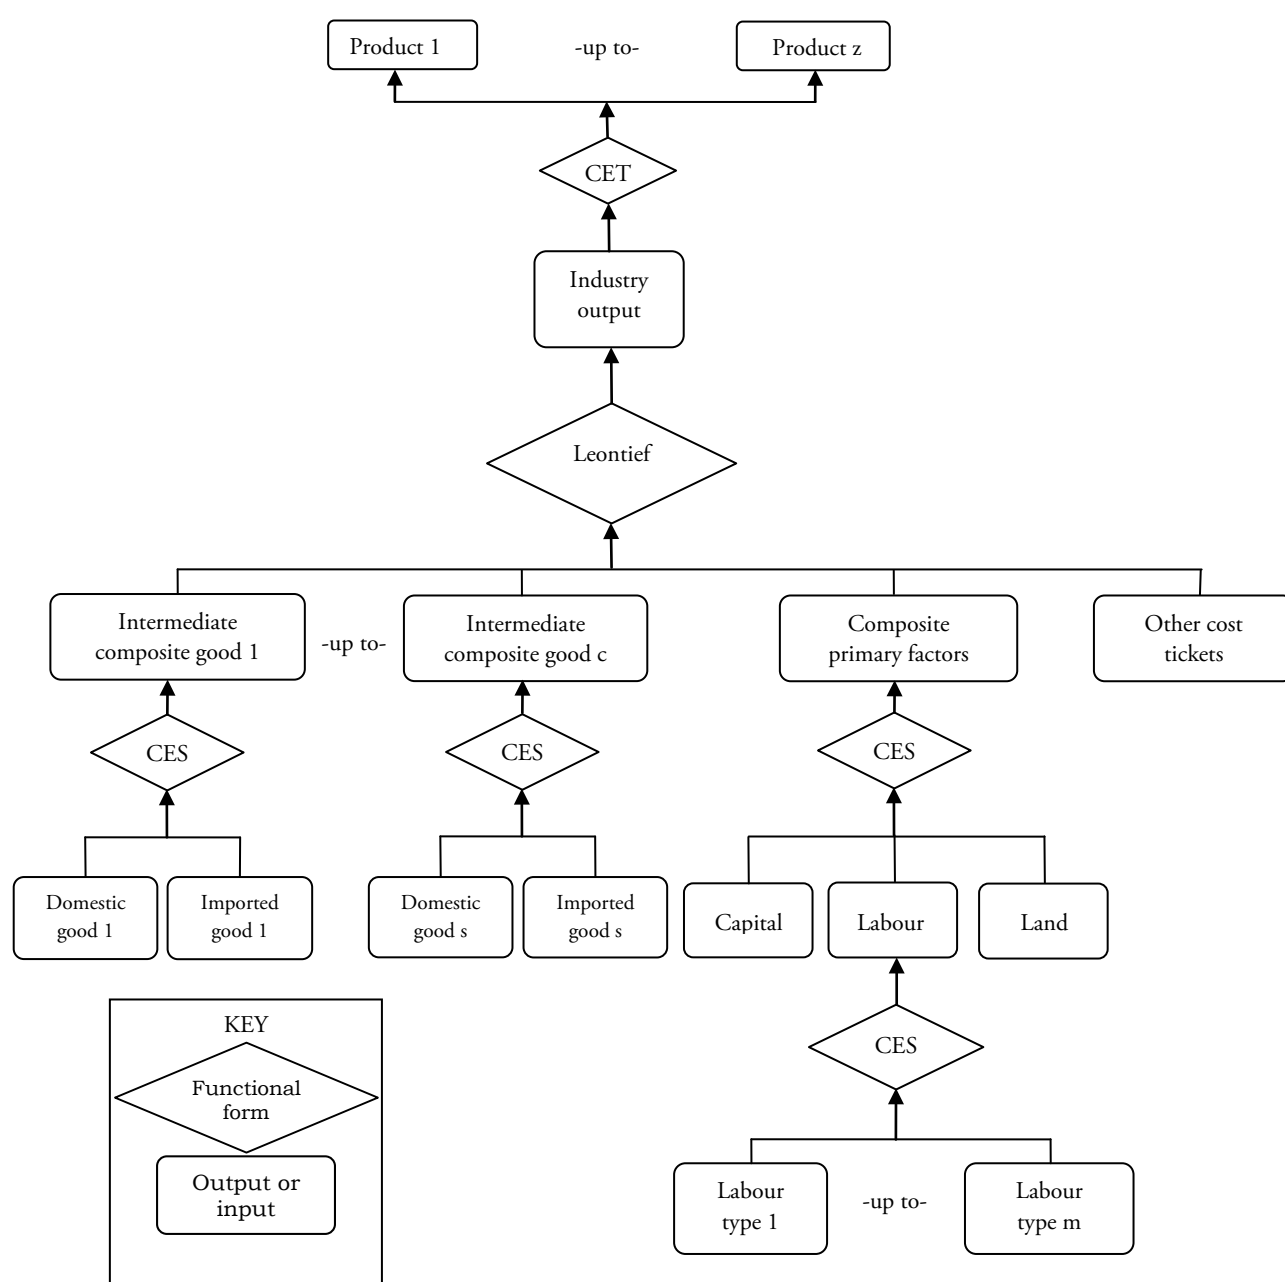 Product 1
-up to-
Product z
CET
Industry
output
Leontief
Intermediate
composite good 1
-up to-
Intermediate
composite good c
Composite
primary factors
Other cost
tickets
CES
CES
CES
Domestic
good 1
Imported
good 1
Domestic
good s
Imported
good s
Capital
Labour
Land
KEY
Functional
form
Output or
input
CES
Labour
type 1
-up to-
Labour
type m